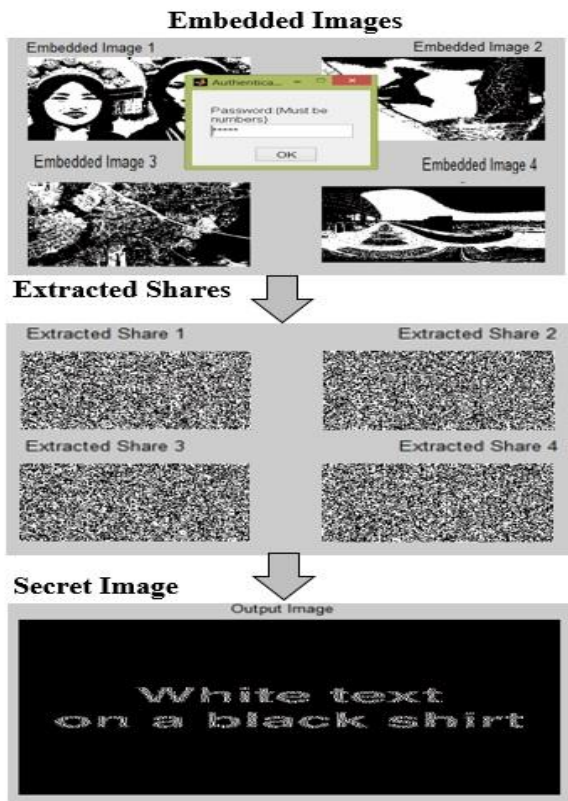 Embedded Images
Embedded Image 1
Embedded Image 2
Authentica...
Password:(Must be
numbers)
*****
OK
Embedded Image 3
Embedded Image 4
Extracted Shares
Extracted Share 1
Extracted Share 2
Extracted Share 3
Extracted Share 4
Secret Image
Output Image
White text
on a black shirt